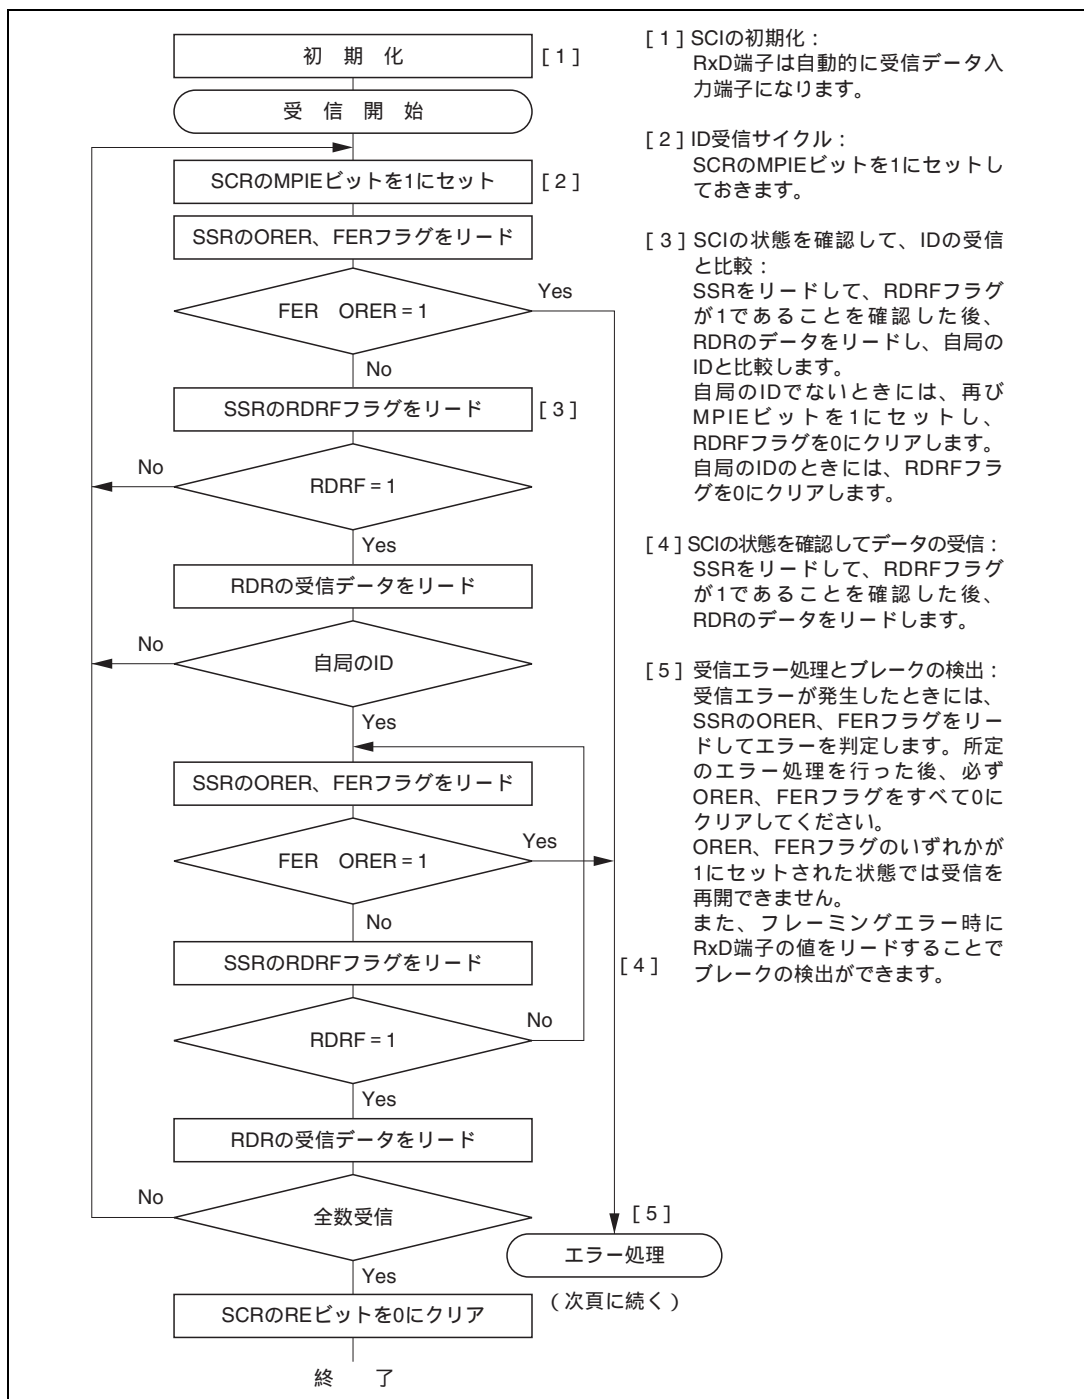 初 期 化 [1]
受 信 開 始
SCRのMPIEビットを1にセット [2]
SSRのORER、FERフラグをリード
FER ORER = 1
Yes
No
SSRのRDRFフラグをリード [3]
No
RDRF = 1
Yes
RDRの受信データをリード
No
自局のID
Yes
SSRのORER、FERフラグをリード
Yes
FER ORER = 1
No
SSRのRDRFフラグをリード
[4]
No
RDRF = 1
Yes
RDRの受信データをリード
No
全数受信
[5]
エラー処理
Yes
(次頁に続く)
SCRのREビットを0にクリア
終 了
[1] SCIの初期化:
RxD端子は自動的に受信データ入
力端子になります。
[2] ID受信サイクル:
SCRのMPIEビットを1にセットし
ておきます。
[3] SCIの状態を確認して、IDの受信
と比較:
SSRをリードして、RDRFフラグ
が1であることを確認した後、
RDRのデータをリードし、自局の
IDと比較します。
自局のIDでないときには、再び
MPIEビットを1にセットし、
RDRFフラグを0にクリアします。
自局のIDのときには、RDRFフラ
グを0にクリアします。
[4] SCIの状態を確認してデータの受信:
SSRをリードして、RDRFフラグ
が1であることを確認した後、
RDRのデータをリードします。
[5] 受信エラー処理とブレークの検出:
受信エラーが発生したときには、
SSRのORER、FERフラグをリー
ドしてエラーを判定します。所定
のエラー処理を行った後、必ず
ORER、FERフラグをすべて0に
クリアしてください。
ORER、FERフラグのいずれかが
1にセットされた状態では受信を
再開できません。
また、フレーミングエラー時に
RxD端子の値をリードすることで
ブレークの検出ができます。